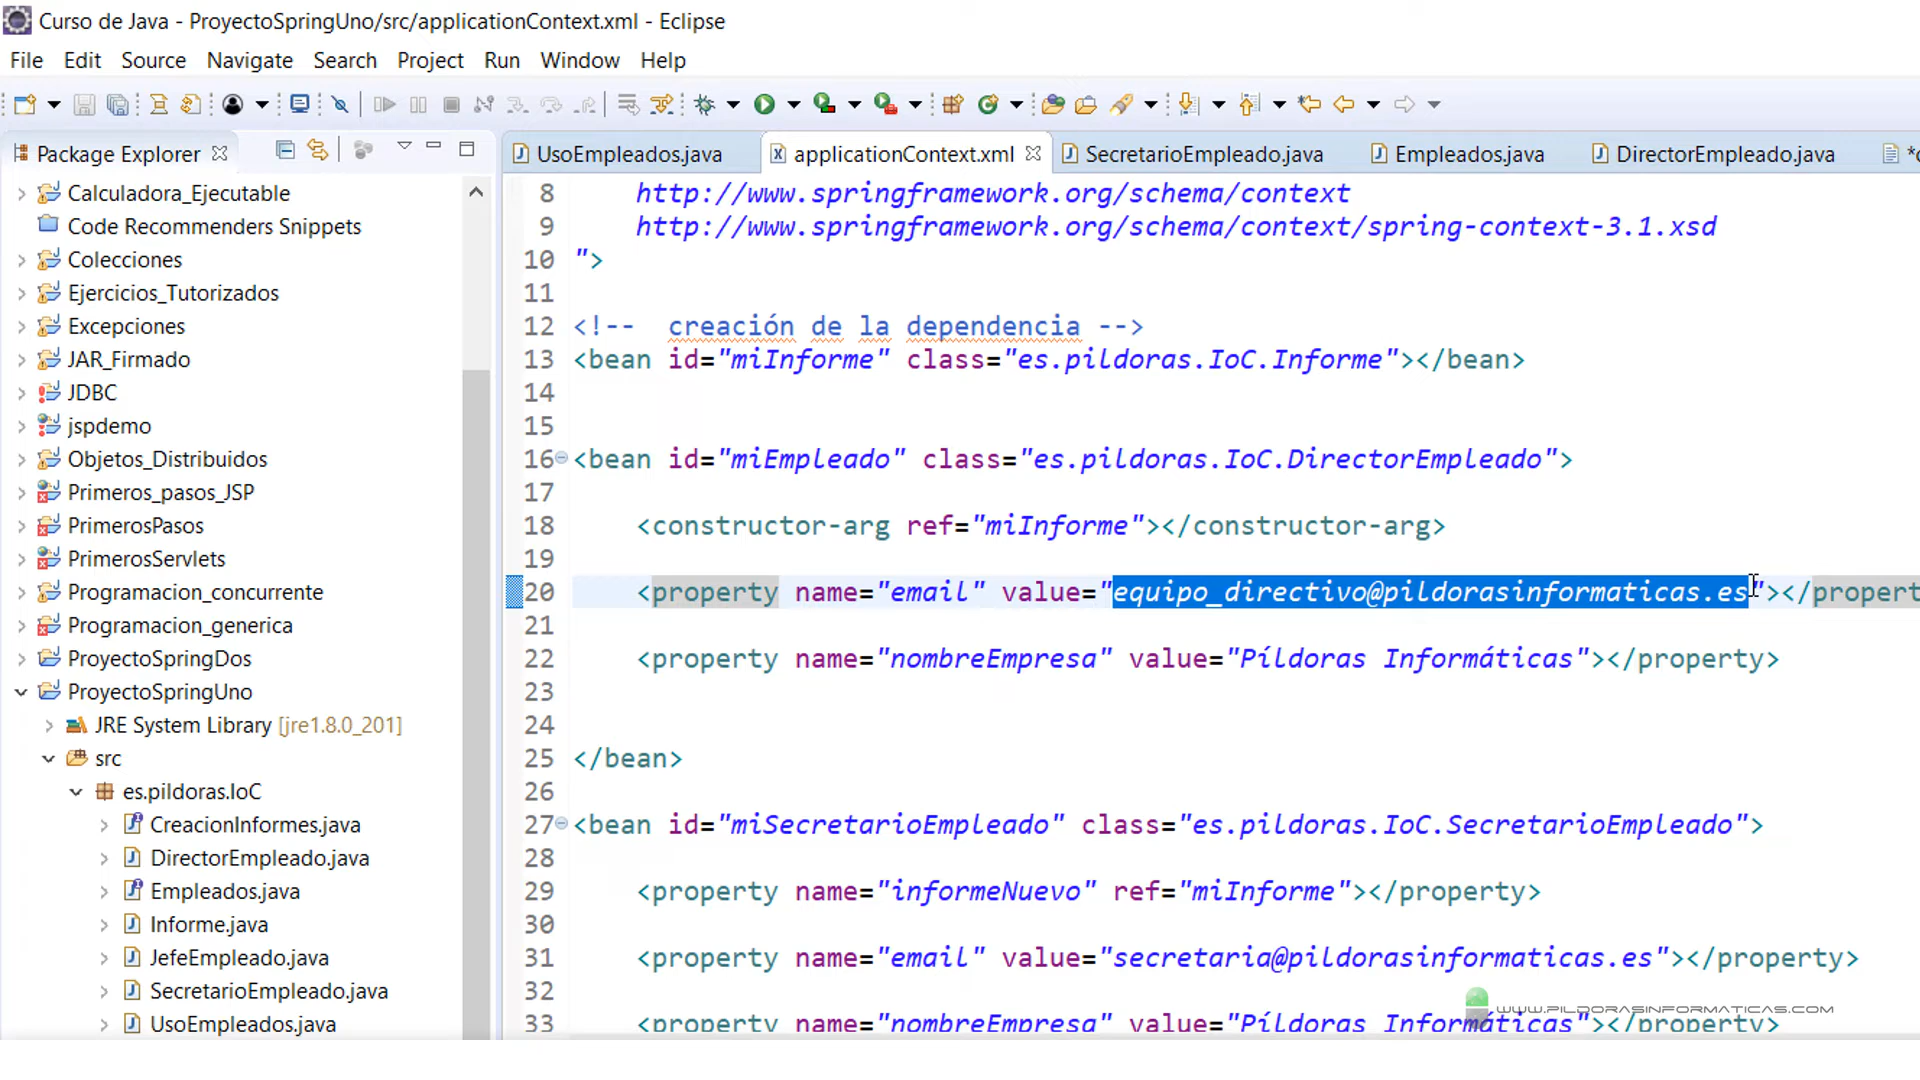 Curso de Java - ProyectoSpringUno/src/applicationContext.xml - Eclipse
File Edit Source Navigate Search Project Run Window Help
Package Explorer
UsoEmpleados.java applicationContext.xml SecretarioEmpleado.java Empleados.java DirectorEmpleado.java
Calculadora_Ejecutable
Code Recommenders Snippets
Colecciones
Ejercicios_Tutorizados
Excepciones
JAR_Firmado
JDBC
jspdemo
Objetos_Distribuidos
Primeros_pasos_JSP
PrimerosPasos
PrimerosServlets
Programacion_concurrente
Programacion_generica
ProyectoSpringDos
ProyectoSpringUno
JRE System Library [jre1.8.0_201]
src
es.pildoras.IoC
CreacionInformes.java
DirectorEmpleado.java
Empleados.java
Informe.java
JefeEmpleado.java
SecretarioEmpleado.java
UsoEmpleados.java
8 http://www.springframework.org/schema/context
9 http://www.springframework.org/schema/context/spring-context-3.1.xsd
10 ">
11
12 <!-- creación de la dependencia -->
13 <bean id="miInforme" class="es.pildoras.IoC.Informe"></bean>
14
15
16 <bean id="miEmpleado" class="es.pildoras.IoC.DirectorEmpleado">
17
18 <constructor-arg ref="miInforme"></constructor-arg>
19
20 <property name="email" value="equipo_directivo@pildorasinformaticas.es"></propert
21
22 <property name="nombreEmpresa" value="Píldoras Informáticas"></property>
23
24
25 </bean>
26
27 <bean id="miSecretarioEmpleado" class="es.pildoras.IoC.SecretarioEmpleado">
28
29 <property name="informeNuevo" ref="miInforme"></property>
30
31 <property name="email" value="secretaria@pildorasinformaticas.es"></property>
32
33 <property name="nombreEmpresa" value="Píldoras Informáticas"></property>
WWW.PILDORASINFORMATICAS.COM